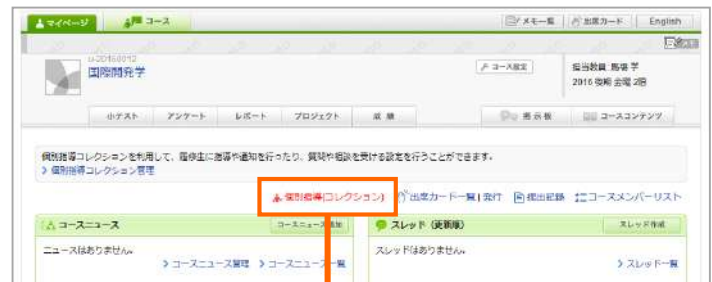 マイページ コース メモ一覧 出席カード English
メモ
u-20160012
国際開発学 コース設定 担当教員 馬場 学
2016 後期 金曜 2限
小テスト アンケート レポート プロジェクト 成績 掲示板 コースコンテンツ
個別指導コレクションを利用して、履修生に指導や通知を行ったり、質問や相談を受ける設定を行うことができます。
個別指導コレクション管理
個別指導(コレクション) 出席カード一覧|発行 提出記録 コースメンバーリスト
コースニュース コースニュース追加 スレッド (更新順) スレッド作成
ニュースはありません。 スレッドはありません。
コースニュース管理 コースニュース一覧 スレッド一覧